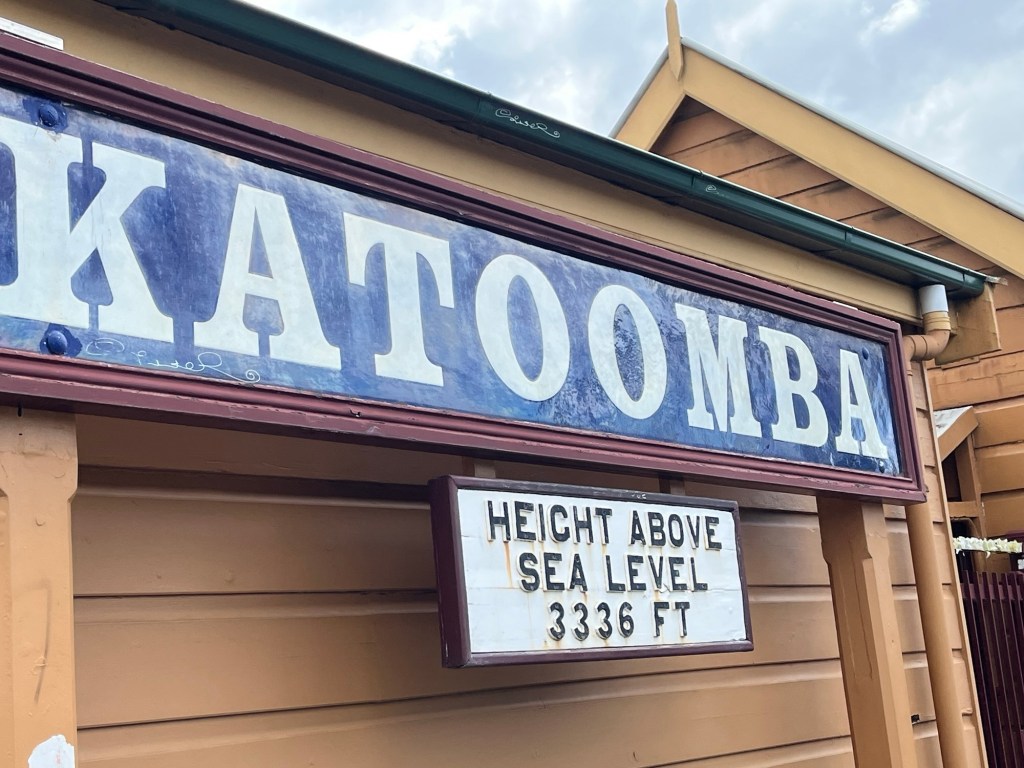 KATOOMBA
HEIGHT ABOVE
SEA LEVEL
3336 FT